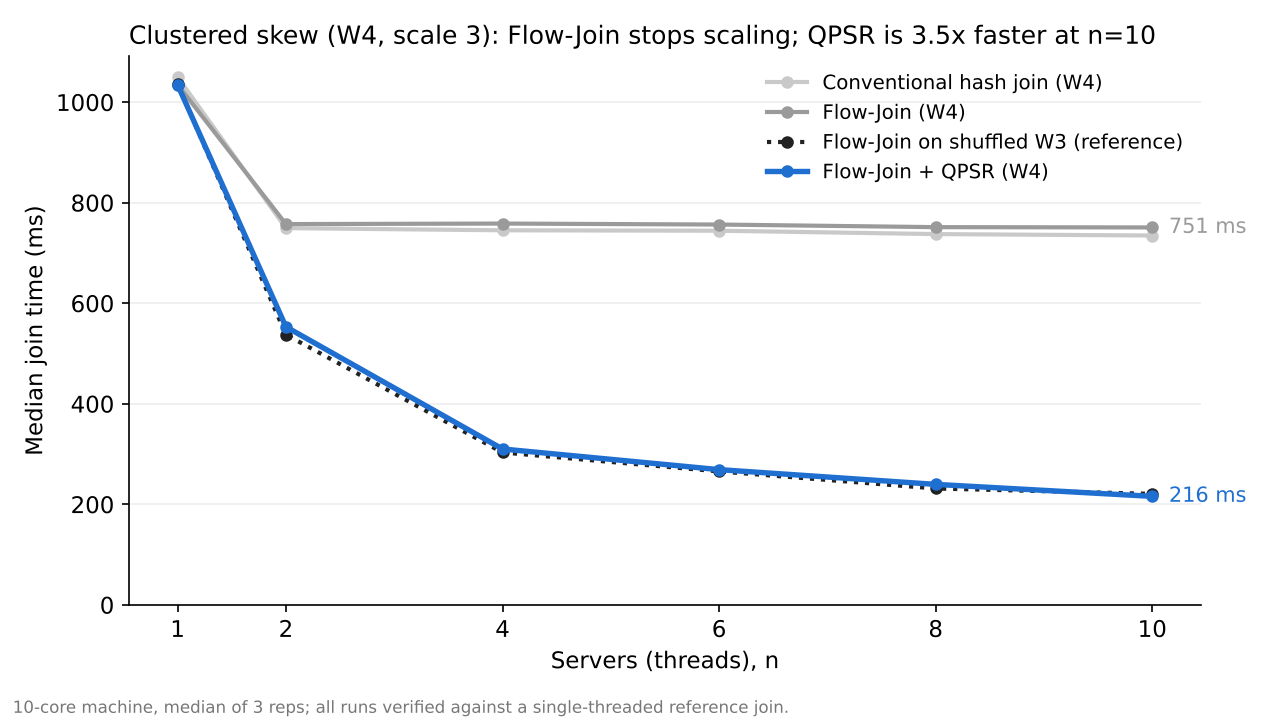 Clustered skew (W4, scale 3): Flow-Join stops scaling; QPSR is 3.5x faster at n=10
Conventional hash join (W4)
Flow-Join (W4)
Flow-Join on shuffled W3 (reference)
Flow-Join + QPSR (W4)
Median join time (ms)
1000
800
600
400
200
0
751 ms
216 ms
1 2 4 6 8 10
Servers (threads), n
10-core machine, median of 3 reps; all runs verified against a single-threaded reference join.